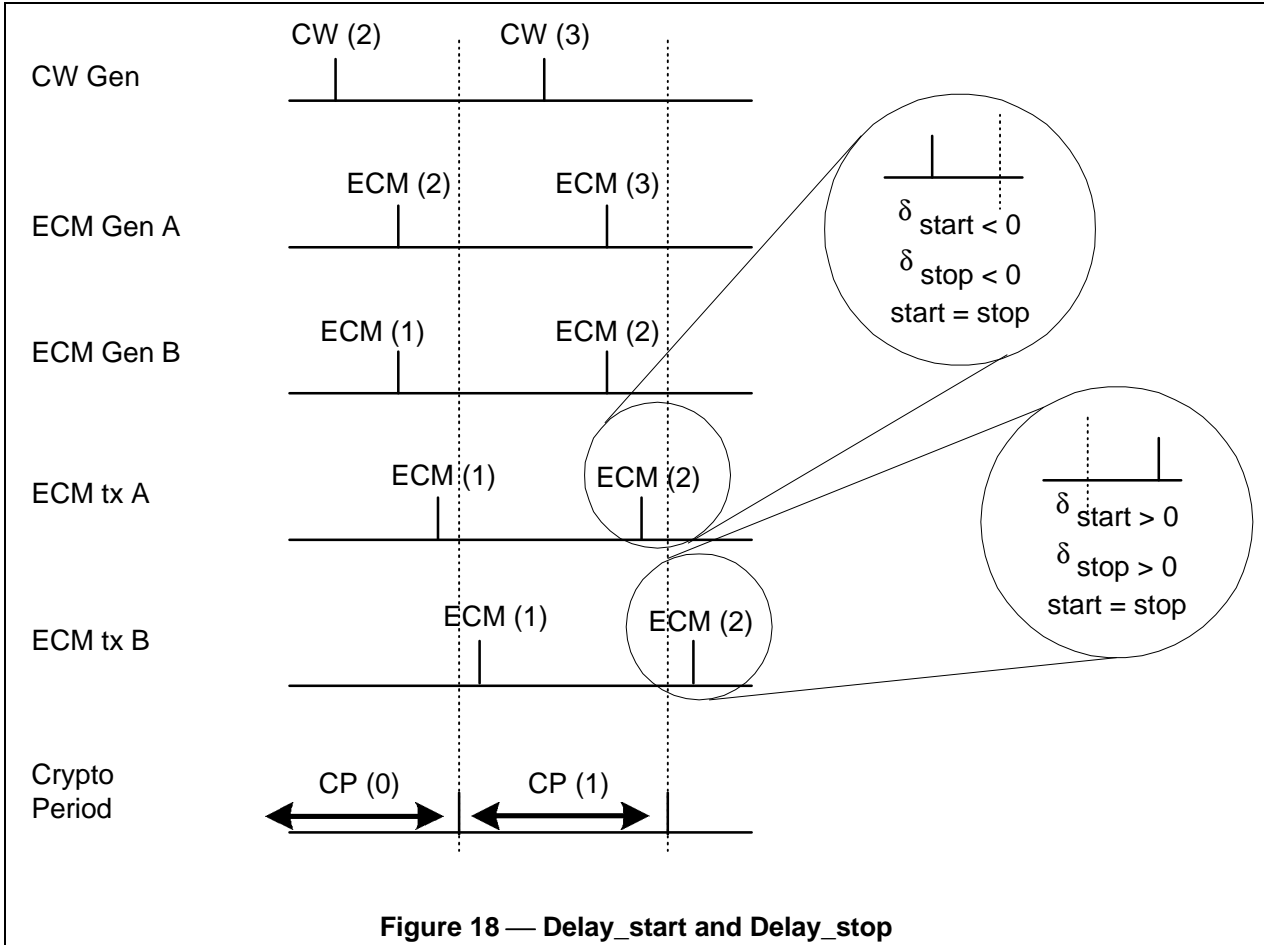 CW (2) CW (3)
CW Gen
ECM (2) ECM (3)
ECM Gen A
δ start < 0
δ stop < 0
start = stop
ECM (1) ECM (2)
ECM Gen B
ECM (1) ECM (2)
ECM tx A
δ start > 0
δ stop > 0
start = stop
ECM (1) ECM (2)
ECM tx B
Crypto
Period
CP (0) CP (1)
Figure 18 — Delay_start and Delay_stop